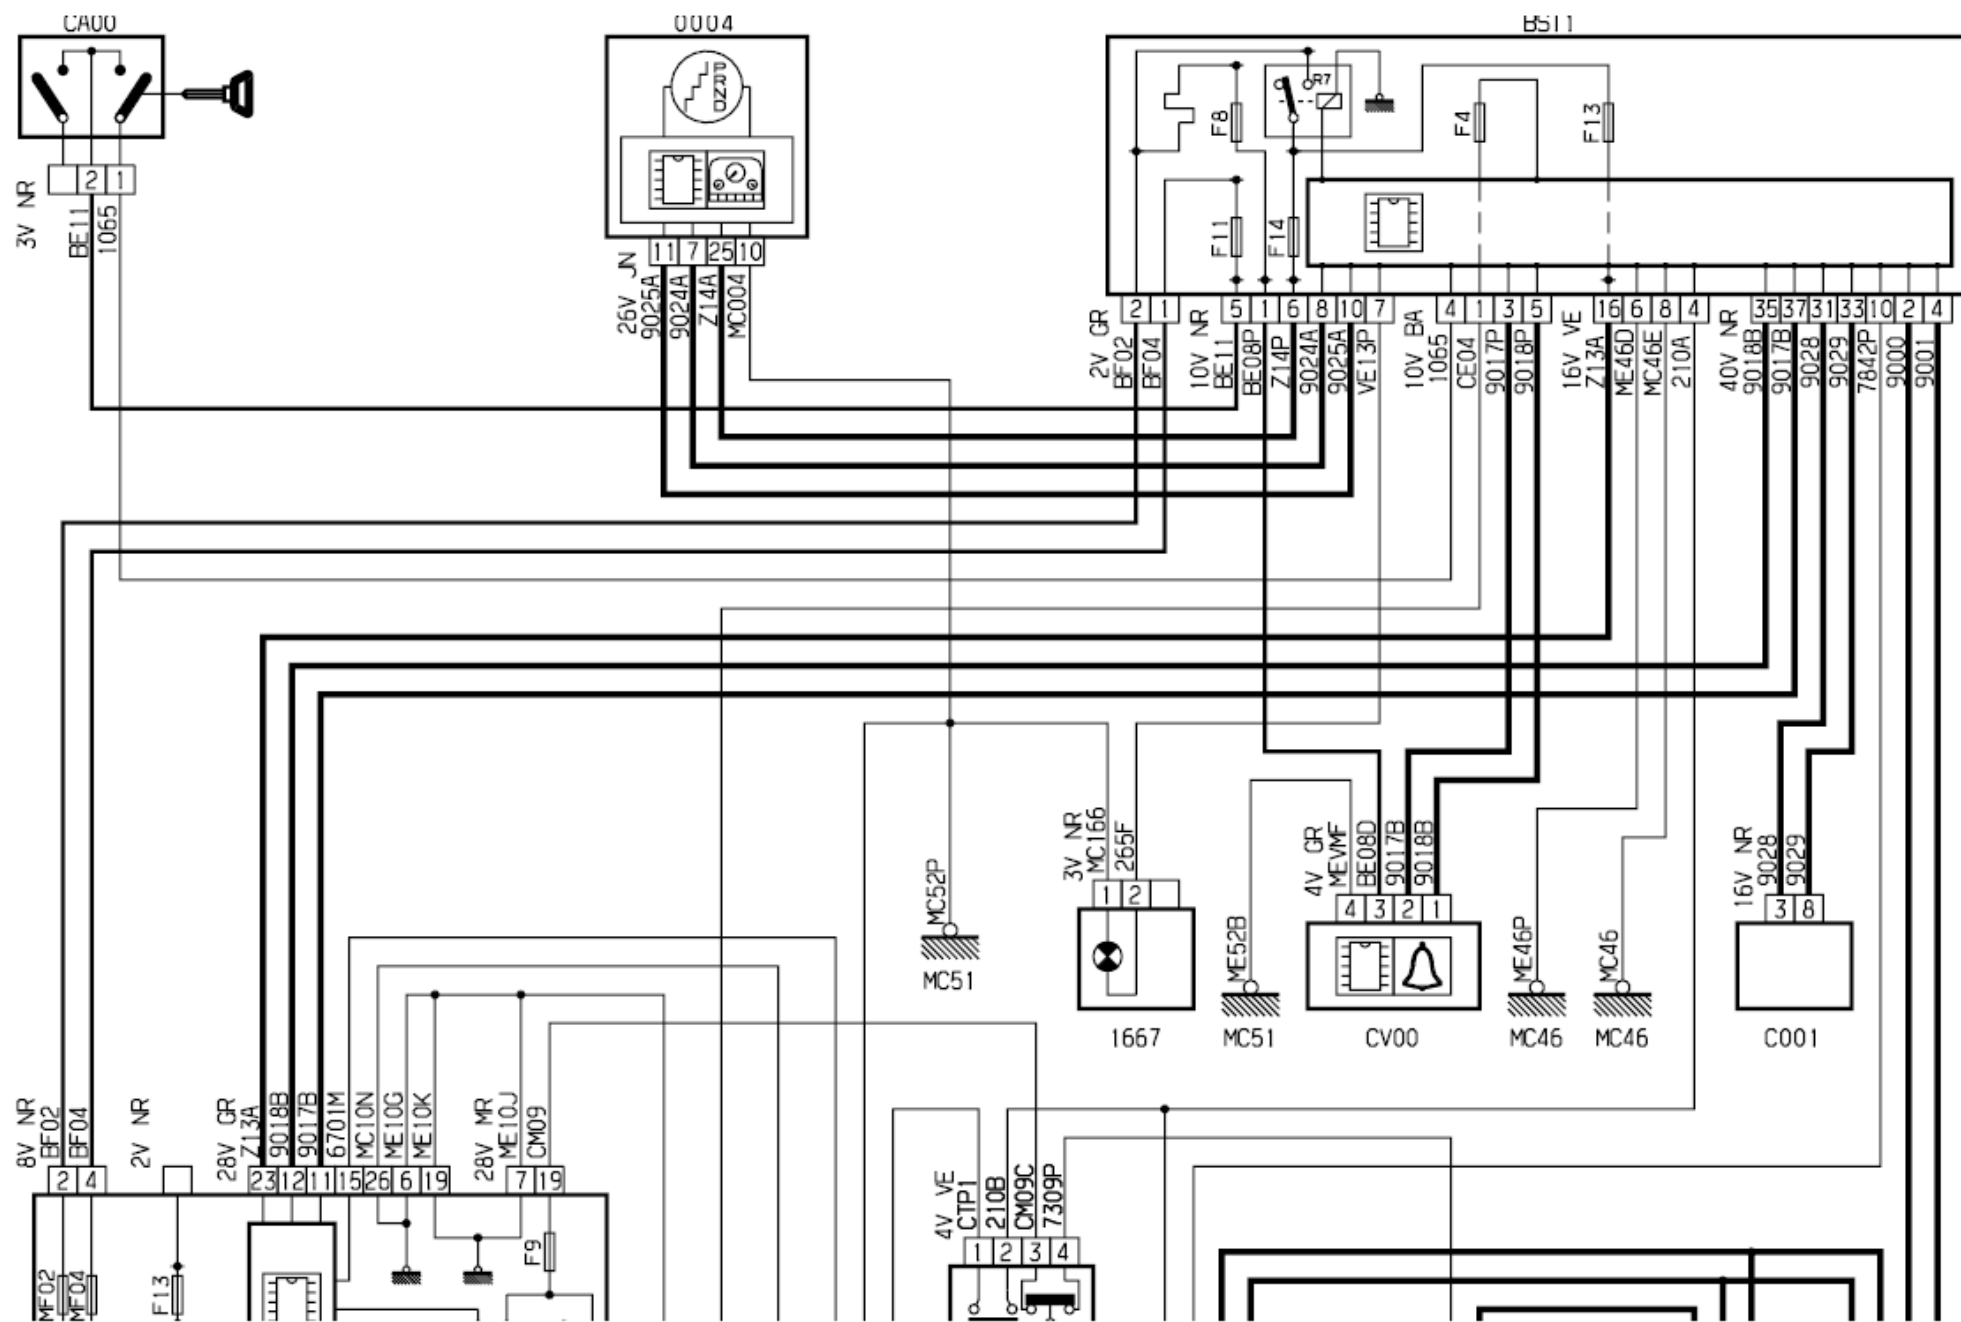 CA00
0004
BSI1
P
R
N
D
R7
F8
F4
F13
F11
F14
2 1
3V NR
BE11
1065
11 7 25 10
26V JN
9025A
9024A
Z14A
MC004
2 1
5 1 6 8 10 7
4 1 3 5
16 6 8 4
35 37 31 33 10 2 4
2V GR
BF02
BF04
10V NR
BE11
BE08P
Z14P
9024A
9025A
VE13P
10V BA
1065
CE04
9017P
9018P
16V VE
Z13A
ME46D
MC46E
210A
40V NR
9018B
9017B
9028
9029
7842P
9000
9001
MC52P
MC51
3V NR
MC166
265F
1 2
1667
ME52B
MC51
4V GR
MEVMF
BE08D
9017B
9018B
4 3 2 1
CV00
ME46P
MC46
MC46
MC46
16V NR
9028
9029
3 8
C001
8V NR
BF02
BF04
2V NR
28V GR
Z13A
9018B
9017B
6701M
MC10N
ME10G
ME10K
28V MR
ME10J
CM09
2 4
23 12 11 15 26 6 19
7 19
MF02
MF04
F13
F9
4V VE
CTP1
210B
CM09C
7309P
1 2 3 4